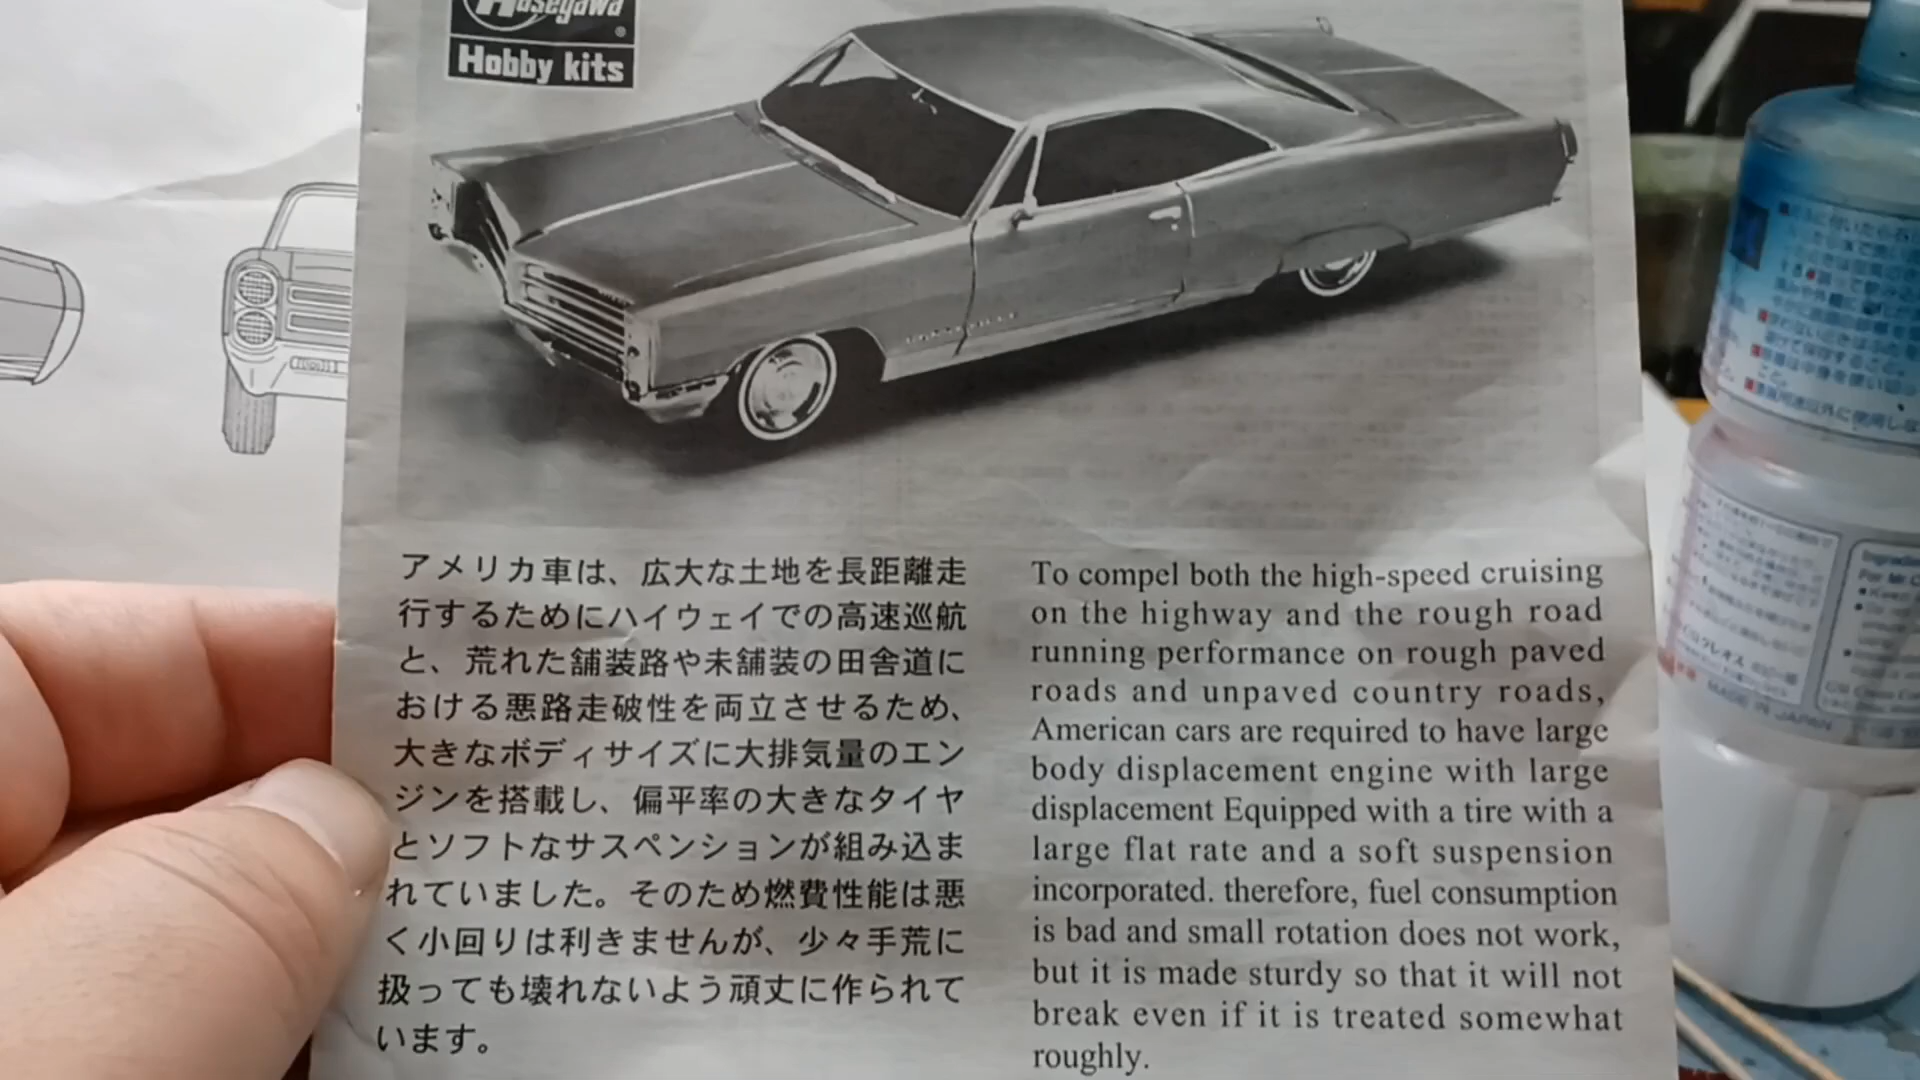 Hasegawa
Hobby kits
アメリカ車は、広大な土地を長距離走
行するためにハイウェイでの高速巡航
と、荒れた舗装路や未舗装の田舎道に
おける悪路走破性を両立させるため、
大きなボディサイズに大排気量のエン
ジンを搭載し、偏平率の大きなタイヤ
とソフトなサスペンションが組み込ま
れていました。そのため燃費性能は悪
く小回りは利きませんが、少々手荒に
扱っても壊れないよう頑丈に作られて
います。
To compel both the high-speed cruising
on the highway and the rough road
running performance on rough paved
roads and unpaved country roads,
American cars are required to have large
body displacement engine with large
displacement Equipped with a tire with a
large flat rate and a soft suspension
incorporated. therefore, fuel consumption
is bad and small rotation does not work,
but it is made sturdy so that it will not
break even if it is treated somewhat
roughly.
MADE IN JAPAN